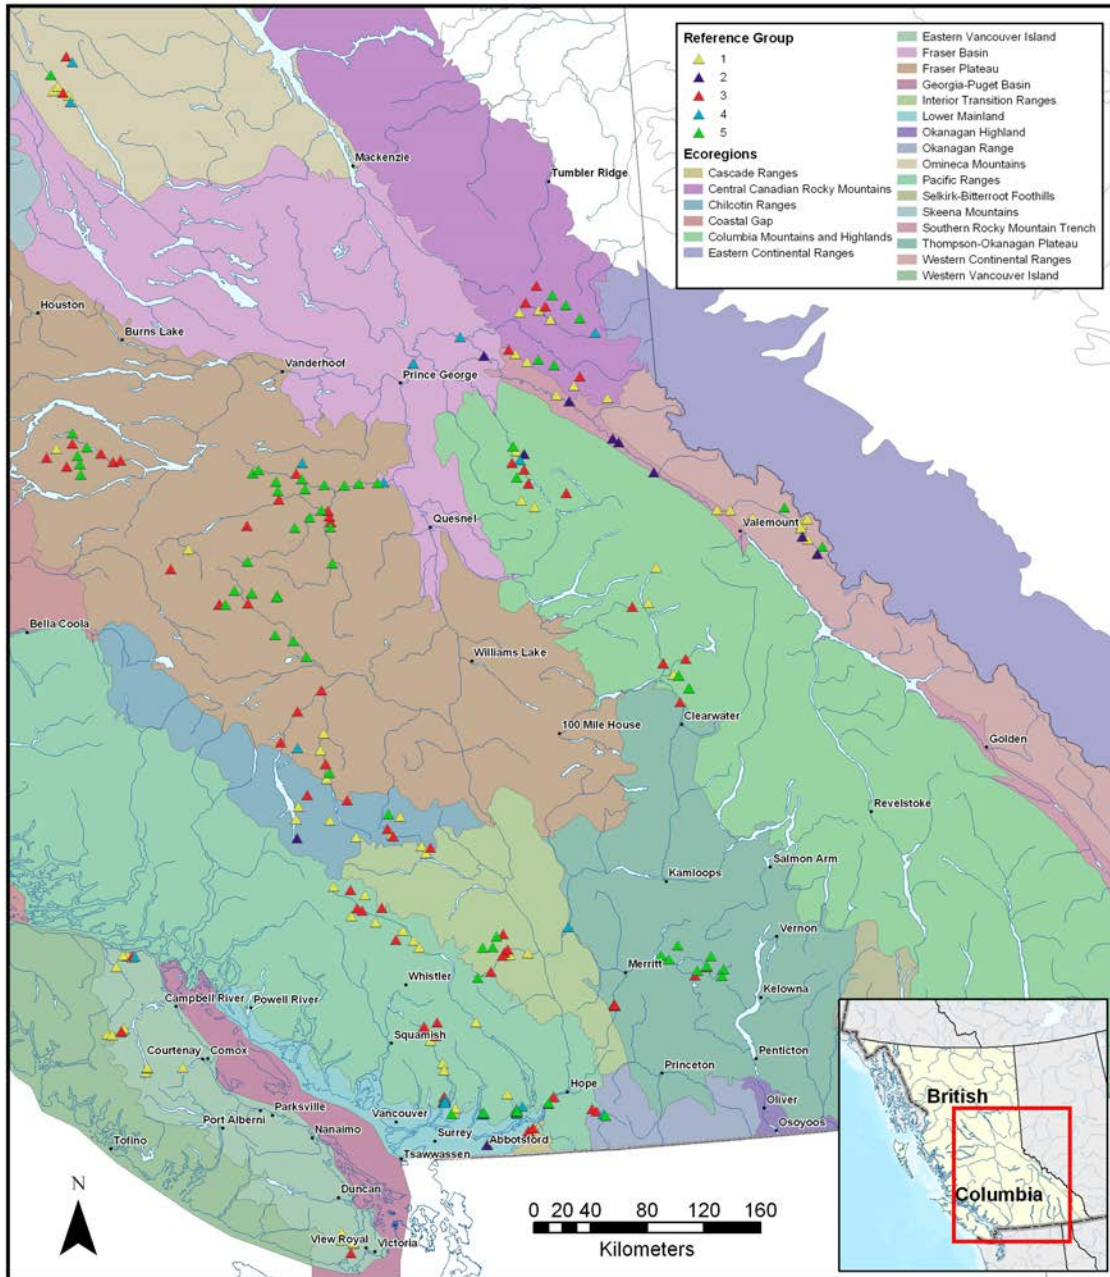 Reference Group
1
2
3
4
5
Ecoregions
Cascade Ranges
Central Canadian Rocky Mountains
Chilcotin Ranges
Coastal Gap
Columbia Mountains and Highlands
Eastern Continental Ranges
Eastern Vancouver Island
Fraser Basin
Fraser Plateau
Georgia-Puget Basin
Interior Transition Ranges
Lower Mainland
Okanagan Highland
Okanagan Range
Omineca Mountains
Pacific Ranges
Selkirk-Bitterroot Foothills
Skeena Mountains
Southern Rocky Mountain Trench
Thompson-Okanagan Plateau
Western Continental Ranges
Western Vancouver Island
Mackenzie
Tumbler Ridge
Houston
Burns Lake
Vanderhoof
Prince George
Quesnel
Valemount
Bella Coola
Williams Lake
100 Mile House
Clearwater
Golden
Revelstoke
Salmon Arm
Kamloops
Vernon
Merritt
Kelowna
Whistler
Campbell River
Powell River
Squamish
Courtenay
Comox
Penticton
Princeton
Hope
Oliver
Osoyoos
Port Alberni
Parksville
Vancouver
Surrey
Abbotsford
Tofino
Nanaimo
Tsawwassen
Duncan
View Royal
Victoria
N
0 20 40 80 120 160
Kilometers
British
Columbia